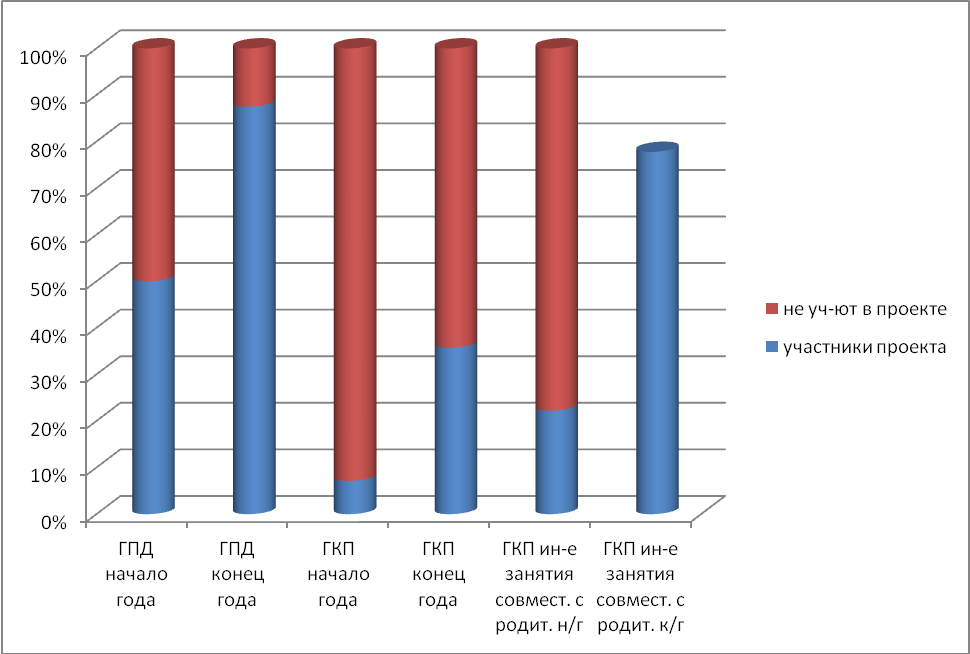 100%
90%
80%
70%
60%
50%
40%
30%
20%
10%
0%
ГПД
начало
года
ГПД
конец
года
ГКП
начало
года
ГКП
конец
года
ГКП ин-е
занятия
совмест. с
родит. н/г
ГКП ин-е
занятия
совмест. с
родит. к/г
не уч-ют в проекте
участники проекта